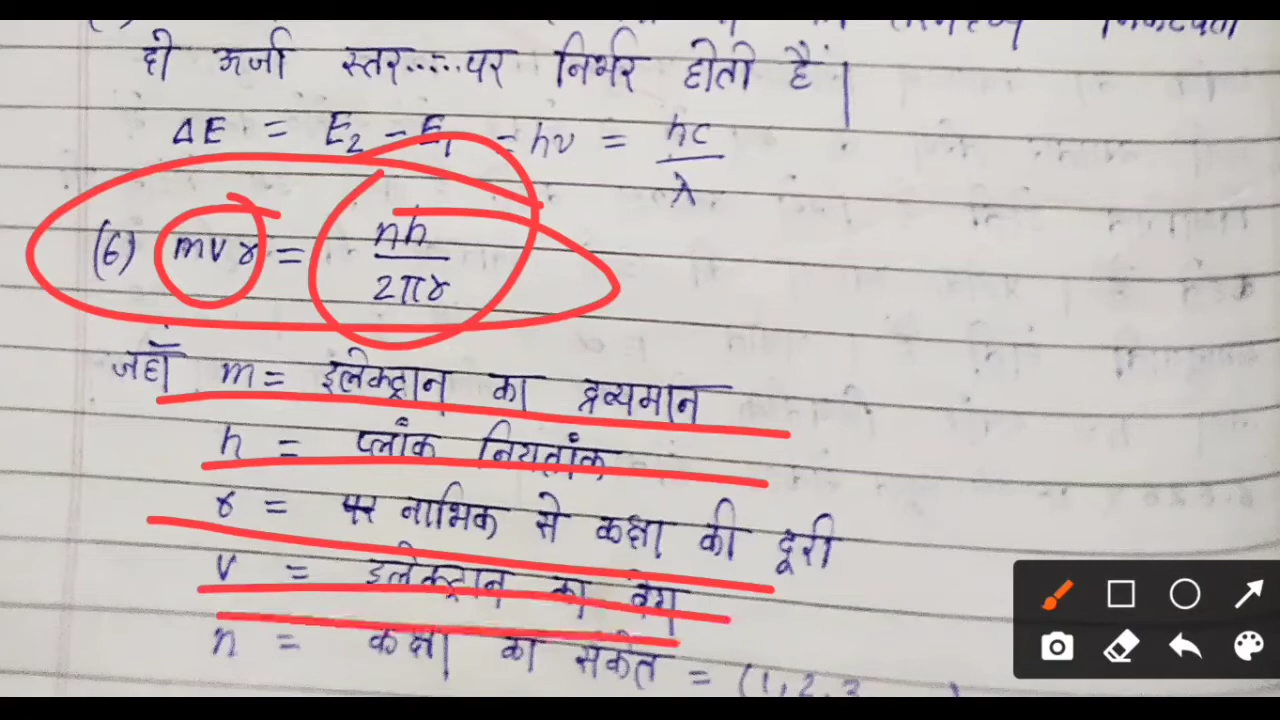 ही ऊर्जा स्तर.....पर निर्भर होती है।
ΔE = E₂ - E₁ = hν = hc/λ
(6) mvr = nh/2πr
जहाँ m = इलेक्ट्रान का द्रव्यमान
h = प्लांक नियतांक
r = नाभिक से कक्षा की दूरी
v = इलेक्ट्रान का वेग
n = कक्षा का संकेत = (1, 2, 3